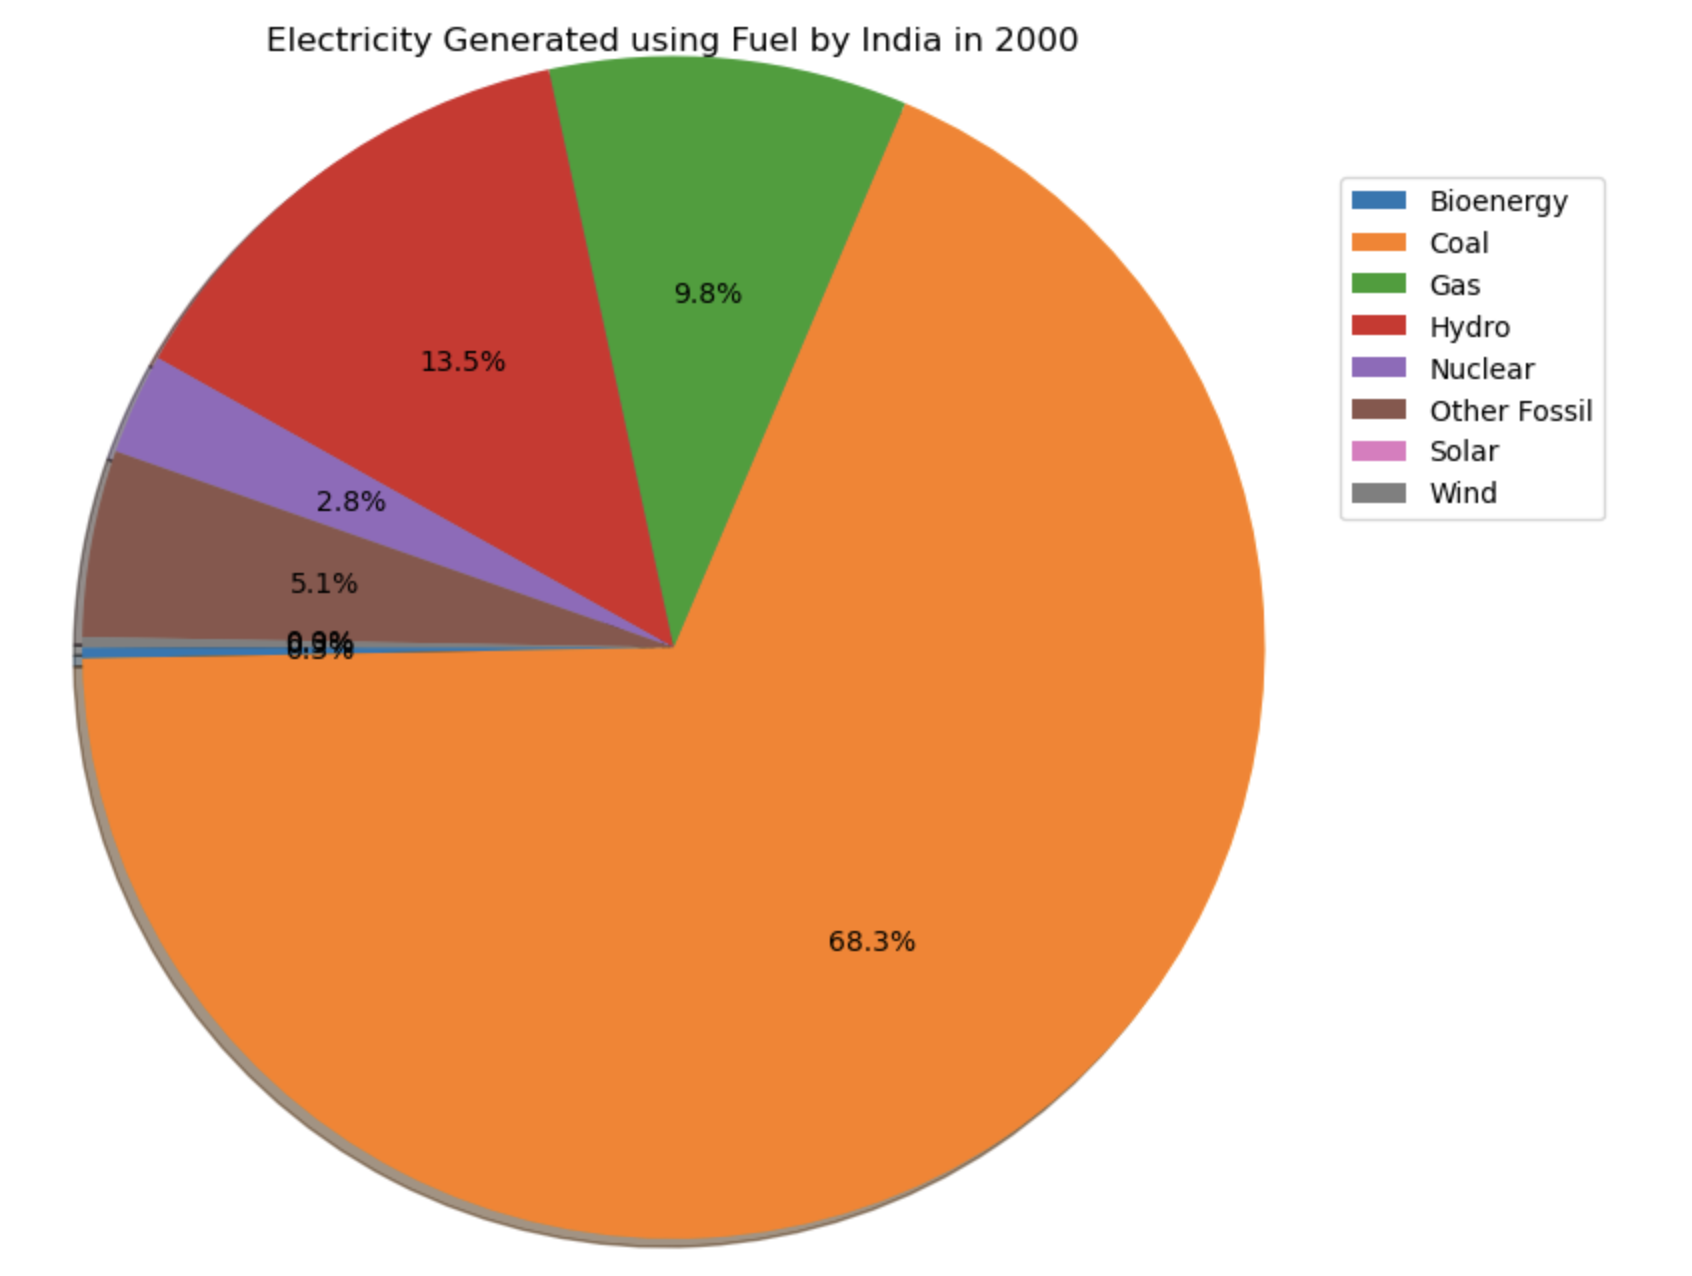 Electricity Generated using Fuel by India in 2000
9.8%
13.5%
2.8%
5.1%
68.3%
Bioenergy
Coal
Gas
Hydro
Nuclear
Other Fossil
Solar
Wind